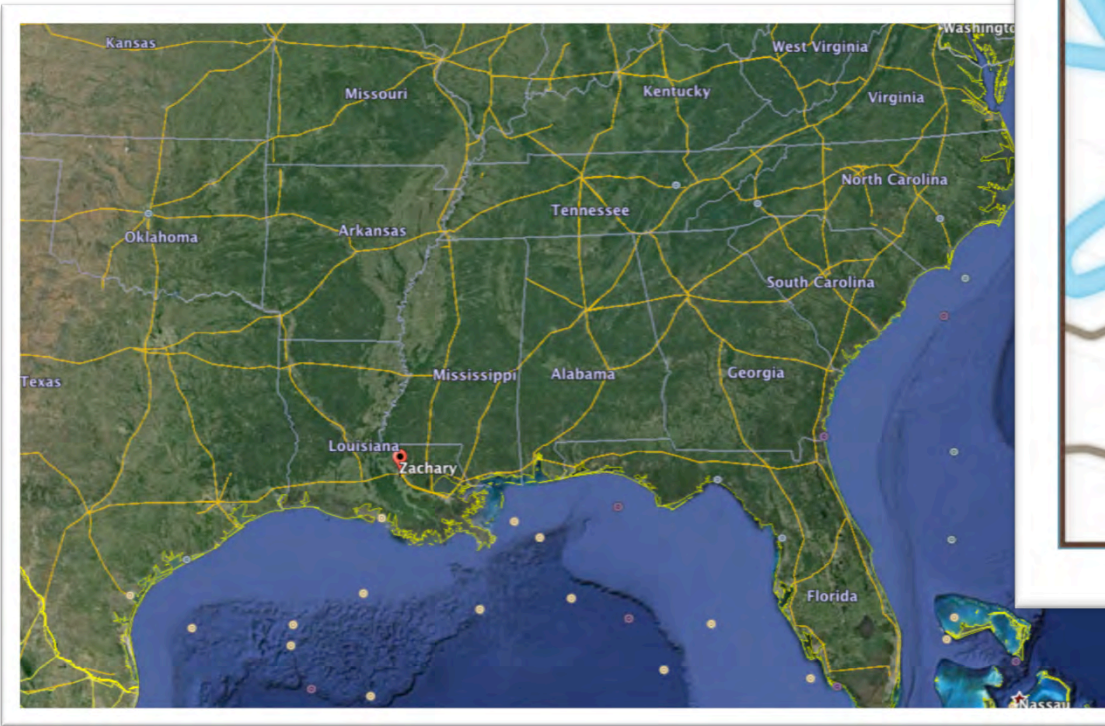 Washingto
Kansas
West Virginia
Missouri
Kentucky
Virginia
North Carolina
Tennessee
Arkansas
Oklahoma
South Carolina
Texas
Mississippi
Alabama
Georgia
Louisiana
Zachary
Florida
Nassau